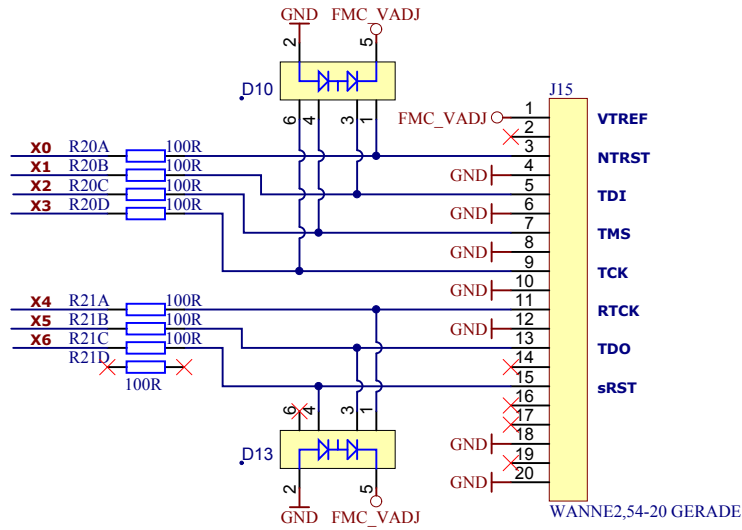 GND FMC_VADJ
2 5
D10
6 4 3 1
J15
FMC_VADJ 1 VTREF
2
X0 R20A 100R 3 NTRST
X1 R20B 100R GND 4
X2 R20C 100R 5 TDI
X3 R20D 100R GND 6
7 TMS
GND 8
9 TCK
GND 10
X4 R21A 100R 11 RTCK
X5 R21B 100R GND 12
X6 R21C 100R 13 TDO
R21D 14
100R 15 sRST
6 4 3 1 16
17
D13 GND 18
19
2 5 GND 20
GND FMC_VADJ WANNE2,54-20 GERADE